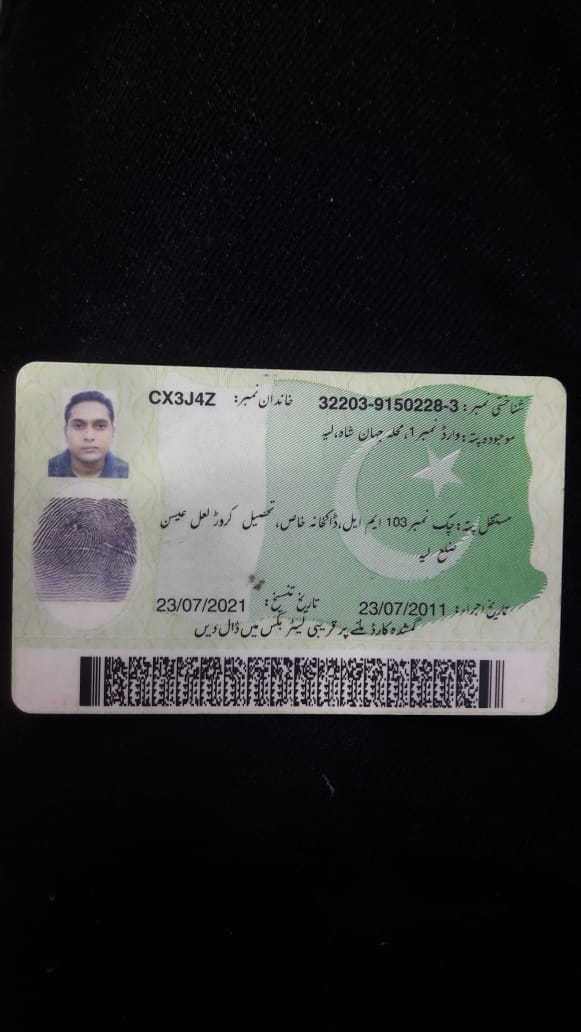 شناختی نمبر: 32203-9150228-3 خاندان نمبر: CX3J4Z
موجودہ پتہ: وارڈ نمبر 1، محلہ جہان شاہ، لیہ
مستقل پتہ: چک نمبر 103 ایم ایل، ڈاکخانہ خاص، تحصیل کروڑ لعل عیسن
ضلع لیہ
تاریخ اجراء: 23/07/2011 تاریخ تنسیخ: 23/07/2021
گمشدہ کارڈ ملنے پر قریبی لیٹر بکس میں ڈال دیں